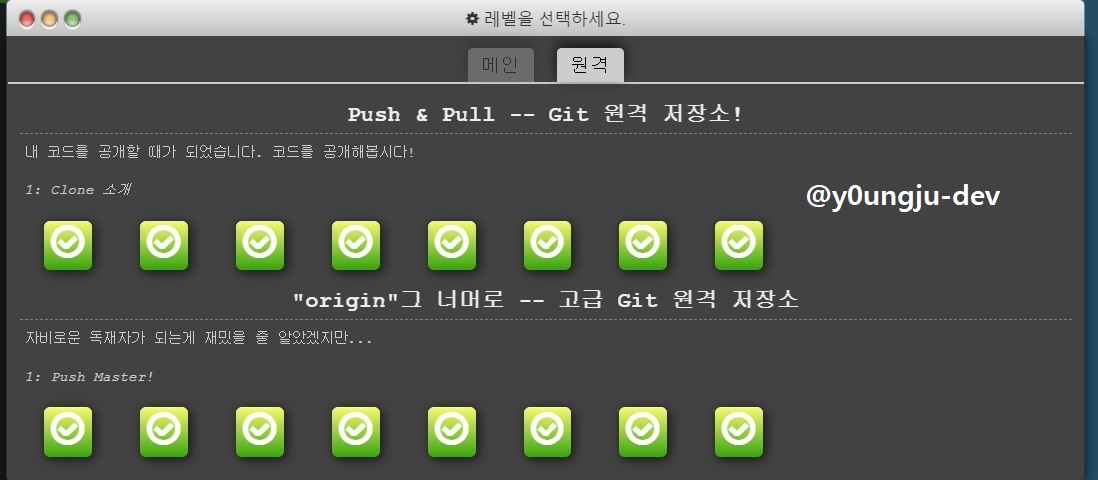 레벨을 선택하세요.
메인 원격
Push & Pull -- Git 원격 저장소!
내 코드를 공개할 때가 되었습니다. 코드를 공개해봅시다!
1: Clone 소개
@y0ungju-dev
"origin"그 너머로 -- 고급 Git 원격 저장소
자비로운 독재자가 되는게 재밌을 줄 알았겠지만...
1: Push Master!